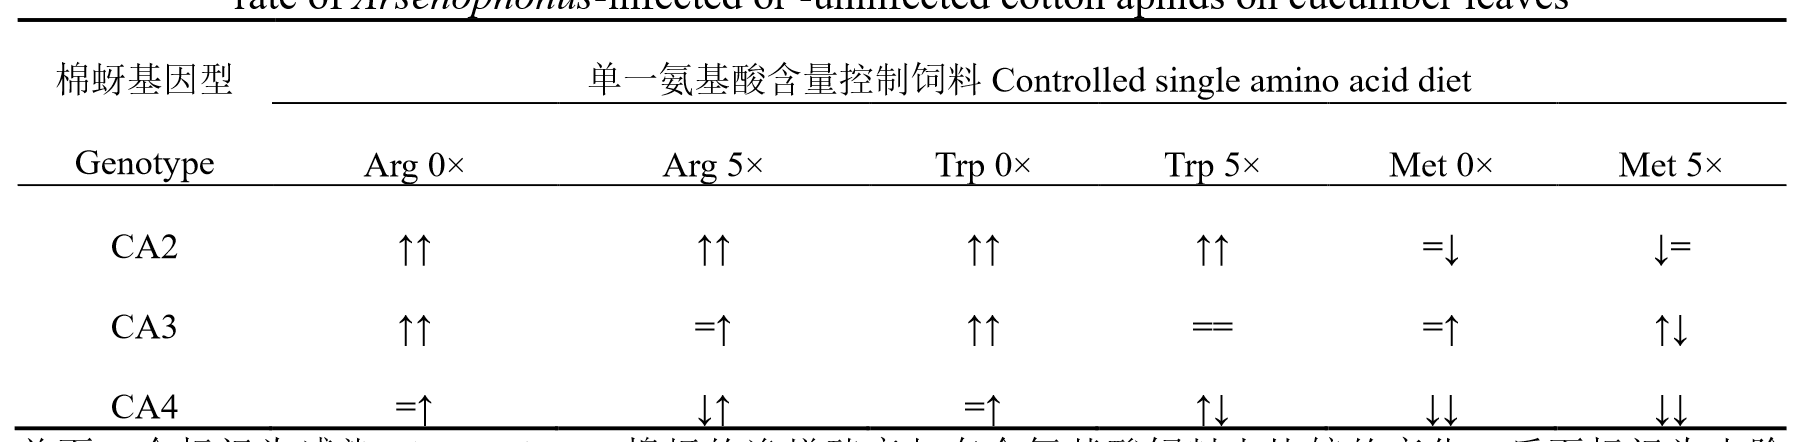 rate of Arsenophonus-infected or -uninfected cotton aphids on cucumber leaves
棉蚜基因型 单一氨基酸含量控制饲料 Controlled single amino acid diet
Genotype Arg 0× Arg 5× Trp 0× Trp 5× Met 0× Met 5×
CA2 ↑↑ ↑↑ ↑↑ ↑↑ =↓ ↓=
CA3 ↑↑ =↑ ↑↑ == =↑ ↑↓
CA4 =↑ ↓↑ =↑ ↑↓ ↓↓ ↓↓